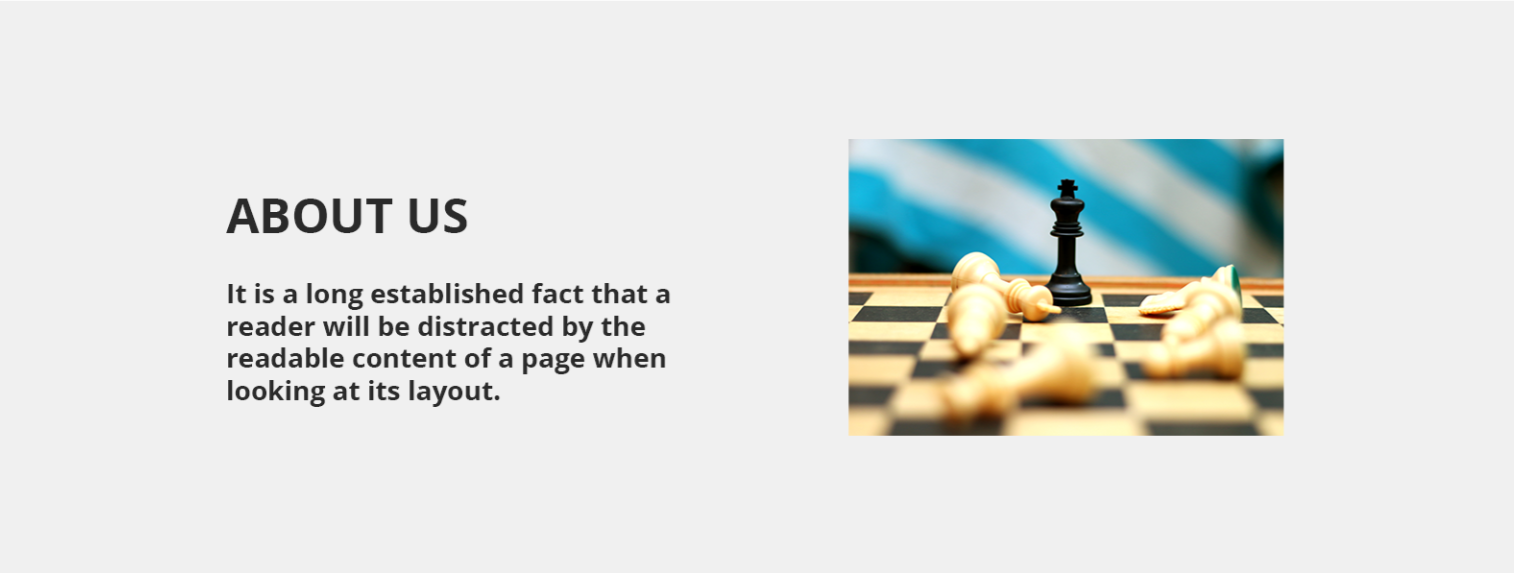 ABOUT US
It is a long established fact that a
reader will be distracted by the
readable content of a page when
looking at its layout.